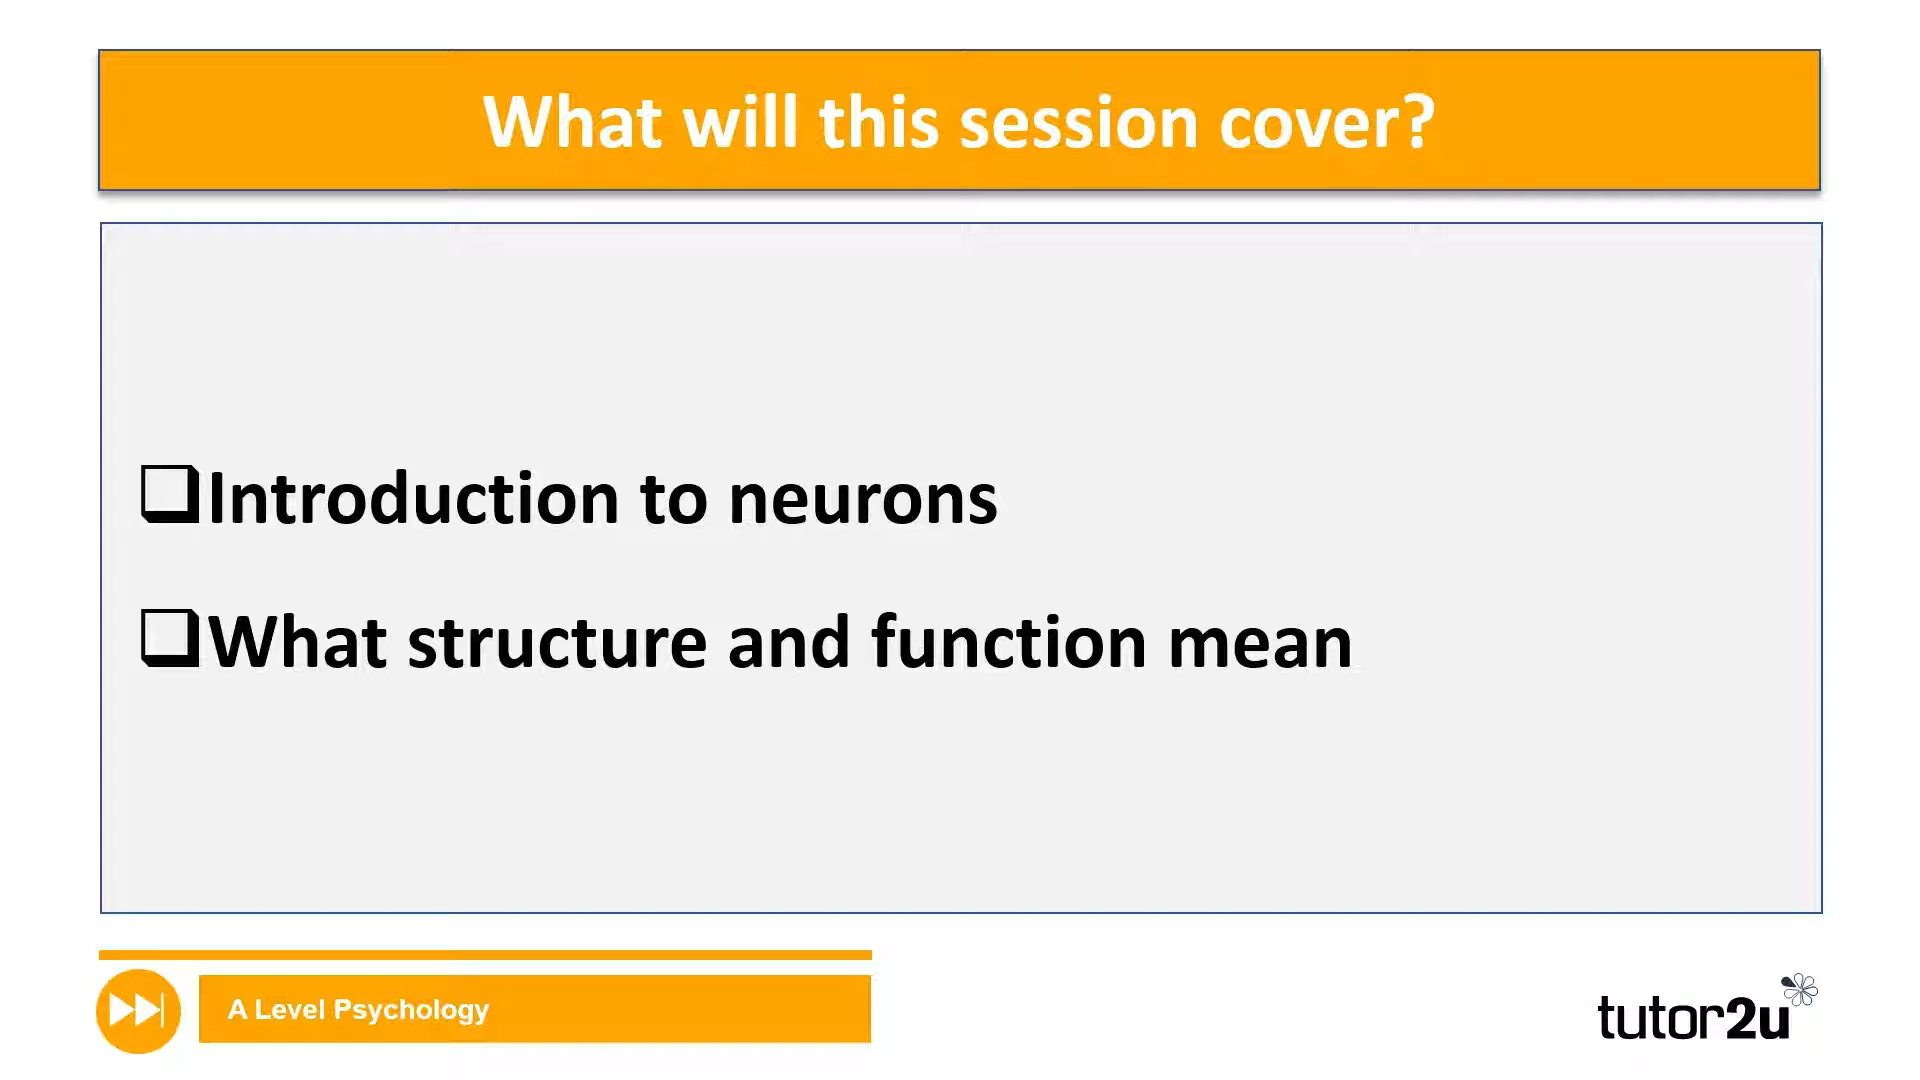 What will this session cover?
Introduction to neurons
What structure and function mean
A Level Psychology
tutor2u